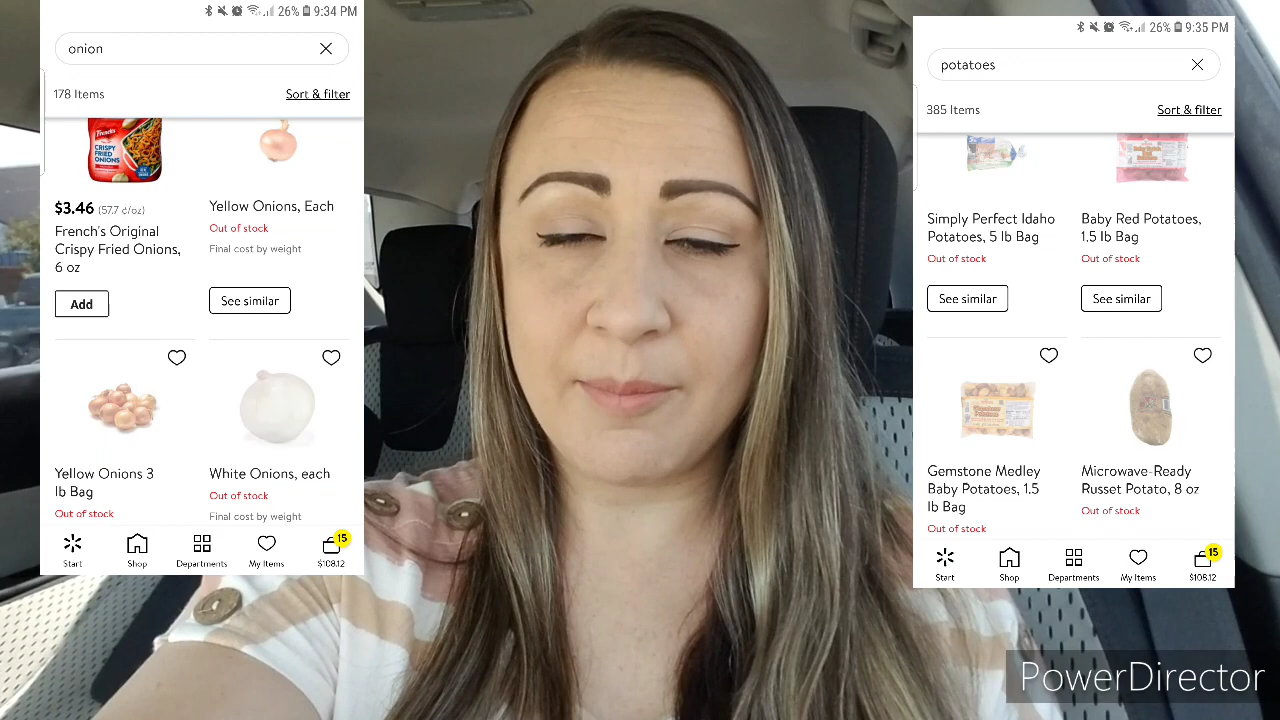 26% 9:34 PM
onion
178 Items
Sort & filter
French's
CRISPY
FRIED
ONIONS
$3.46 (57.7 ¢/oz)
French's Original
Crispy Fried Onions,
6 oz
Add
Yellow Onions, Each
Out of stock
Final cost by weight
See similar
Yellow Onions 3
lb Bag
Out of stock
White Onions, each
Out of stock
Final cost by weight
Start
Shop
Departments
My Items
15
$108.12
26% 9:35 PM
potatoes
385 Items
Sort & filter
Simply Perfect Idaho
Potatoes, 5 lb Bag
Out of stock
See similar
Baby Red Potatoes,
1.5 lb Bag
Out of stock
See similar
Gemstone Medley
Baby Potatoes, 1.5
lb Bag
Out of stock
Microwave-Ready
Russet Potato, 8 oz
Out of stock
Start
Shop
Departments
My Items
15
$108.12
PowerDirector